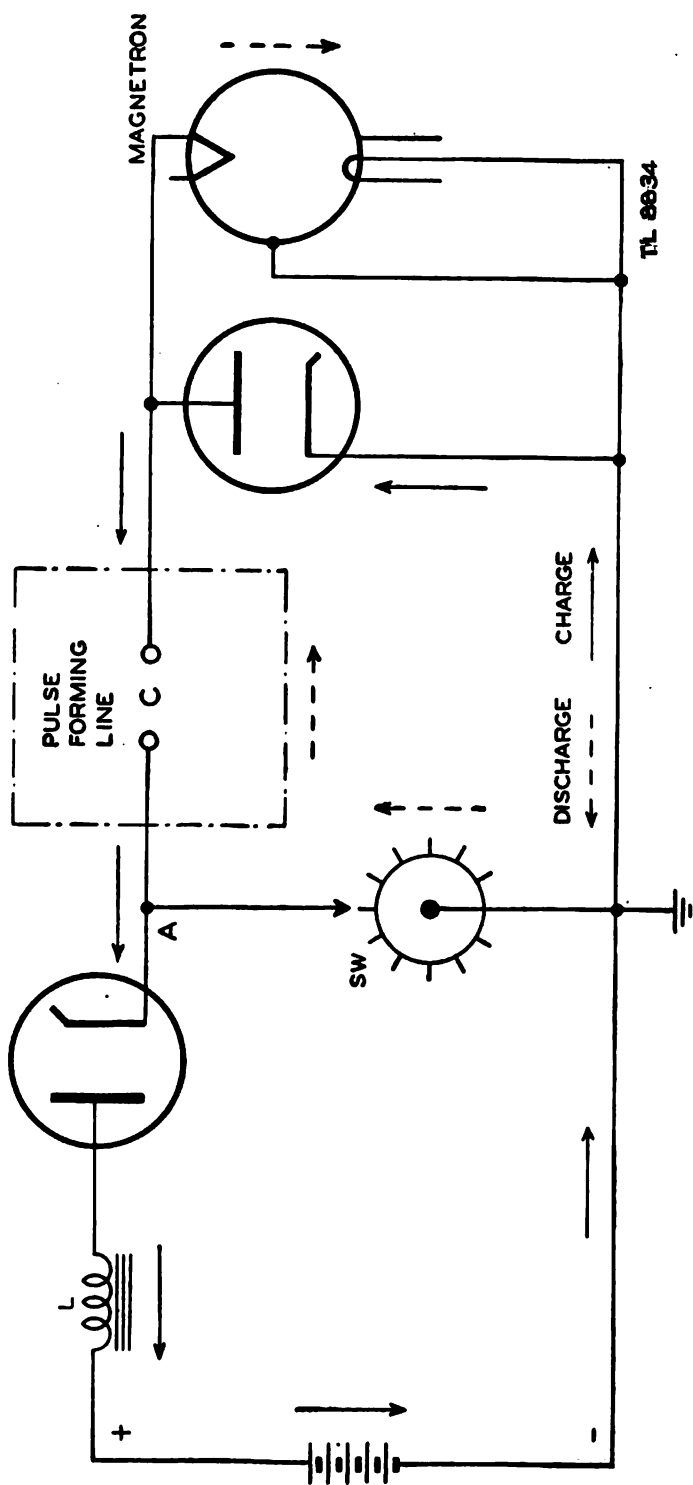 MAGNETRON
PULSE
FORMING
LINE
C
A
SW
L
+
-
DISCHARGE
CHARGE
TL 8834